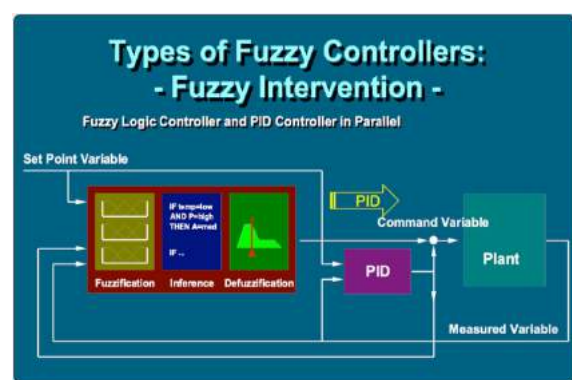 Types of Fuzzy Controllers:
- Fuzzy Intervention -
Fuzzy Logic Controller and PID Controller in Parallel
Set Point Variable
IF temp=low
AND P=high
THEN A=med
IF ...
Fuzzification Inference Defuzzification
PID
Command Variable
PID
Plant
Measured Variable